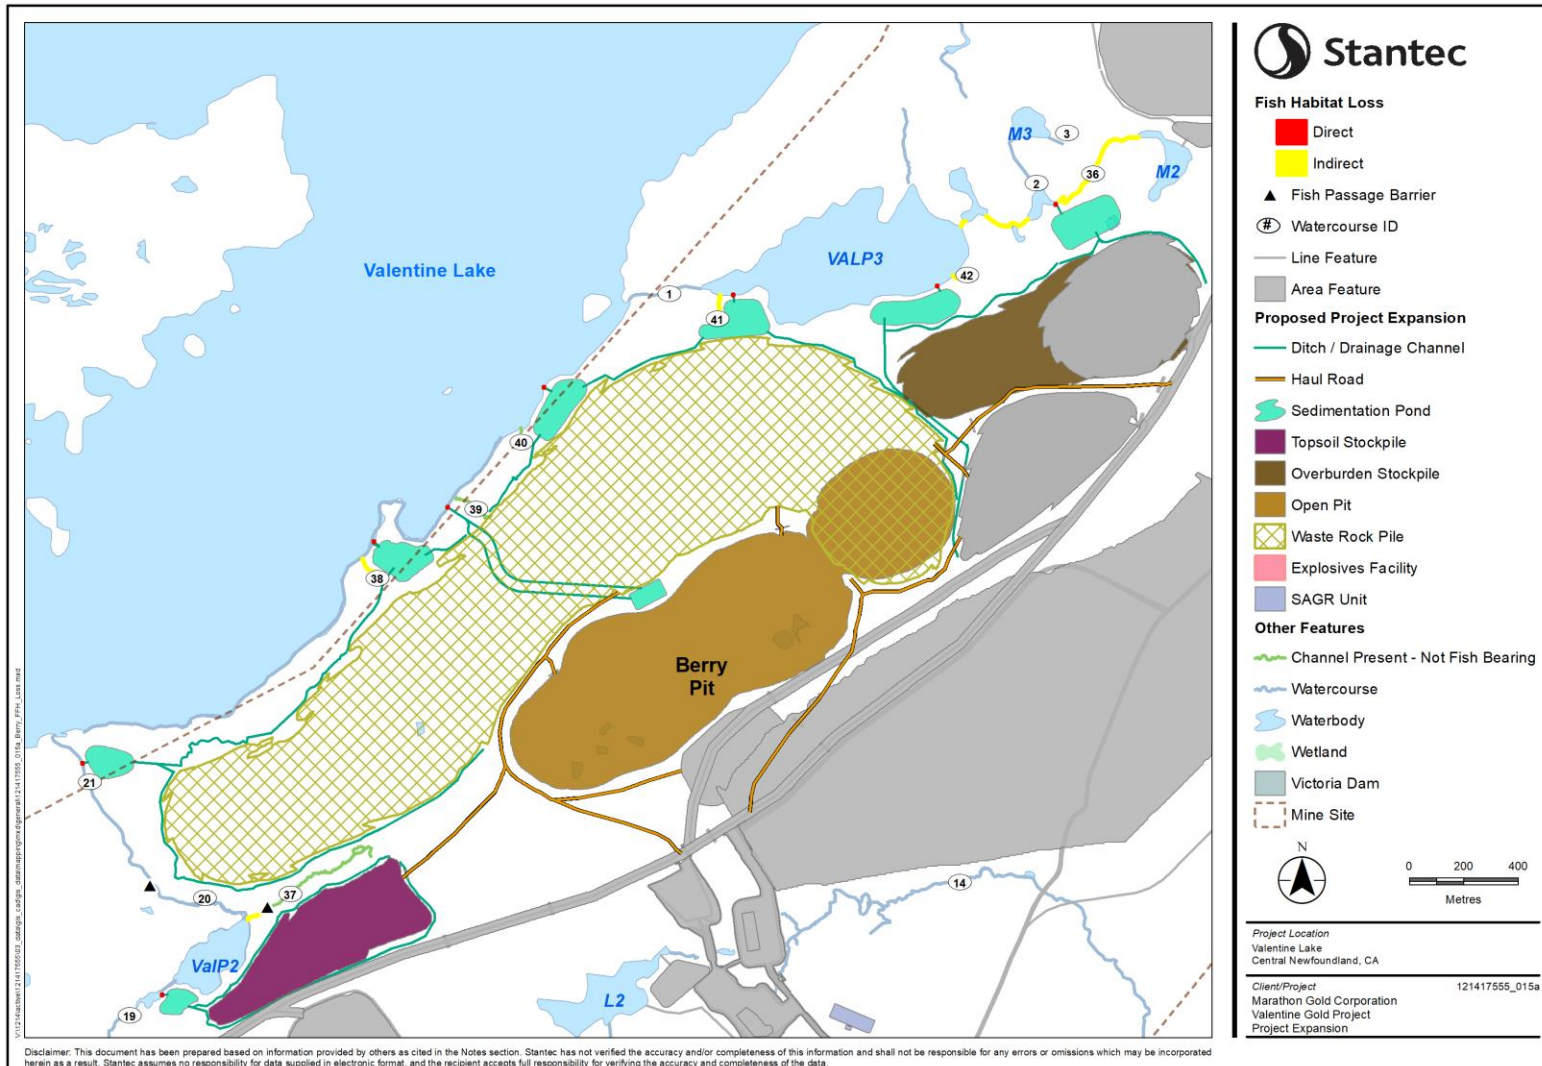 Valentine Lake
M3
3
M2
36
2
VALP3
42
1
41
40
39
38
Berry
Pit
21
20
37
14
ValP2
L2
19
Stantec
Fish Habitat Loss
Direct
Indirect
Fish Passage Barrier
# Watercourse ID
Line Feature
Area Feature
Proposed Project Expansion
Ditch / Drainage Channel
Haul Road
Sedimentation Pond
Topsoil Stockpile
Overburden Stockpile
Open Pit
Waste Rock Pile
Explosives Facility
SAGR Unit
Other Features
Channel Present - Not Fish Bearing
Watercourse
Waterbody
Wetland
Victoria Dam
Mine Site
N
0 200 400
Metres
Project Location
Valentine Lake
Central Newfoundland, CA
Client/Project 121417555_015a
Marathon Gold Corporation
Valentine Gold Project
Project Expansion
Disclaimer: This document has been prepared based on information provided by others as cited in the Notes section. Stantec has not verified the accuracy and/or completeness of this information and shall not be responsible for any errors or omissions which may be incorporated
herein as a result. Stantec assumes no responsibility for data supplied in electronic format, and the recipient accepts full responsibility for verifying the accuracy and completeness of the data.